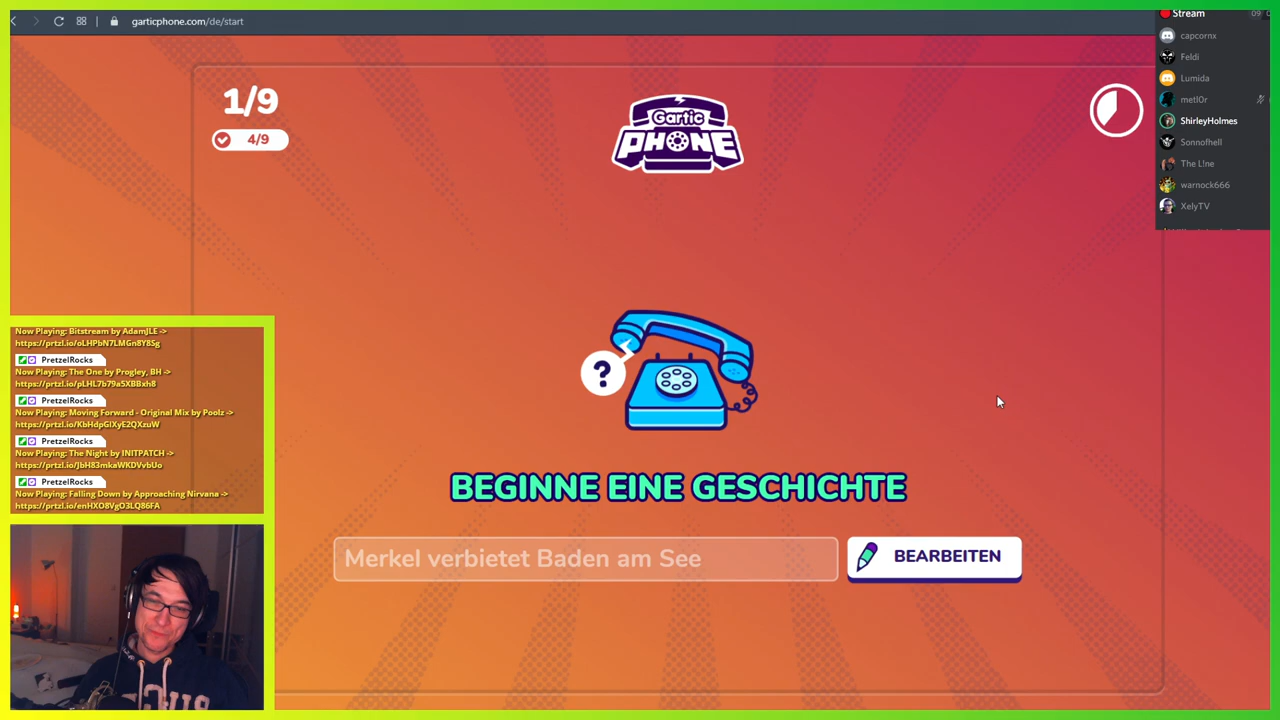 garticphone.com/de/start
Stream
capcornx
Feldi
Lumida
metl0r
ShirleyHolmes
Sonnofhell
The L!ne
warnock666
XelyTV
1/9
4/9
Gartic
PHONE
?
BEGINNE EINE GESCHICHTE
Merkel verbietet Baden am See
BEARBEITEN
Now Playing: Bitstream by AdamJLE ->
https://prtzl.io/oLHPbN7LMGn8Y8Sg
PretzelRocks
Now Playing: The One by Progley, BH ->
https://prtzl.io/pLHL7b79a5XBBxh8
PretzelRocks
Now Playing: Moving Forward - Original Mix by Poolz ->
https://prtzl.io/KbHdpGlXyE2QXzuW
PretzelRocks
Now Playing: The Night by INITPATCH ->
https://prtzl.io/JbH83mkaWKDVvbUo
PretzelRocks
Now Playing: Falling Down by Approaching Nirvana ->
https://prtzl.io/enHXO8VgO3LQ86FA